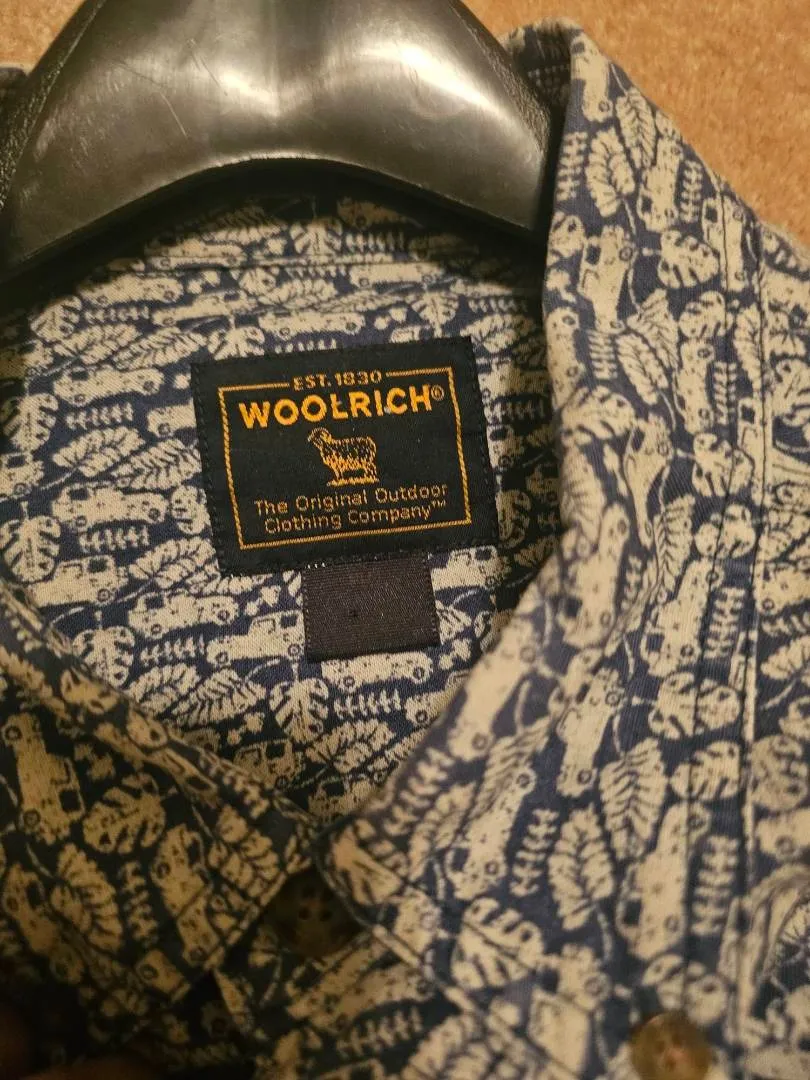 EST. 1830
WOOLRICH®
The Original Outdoor
Clothing Company™